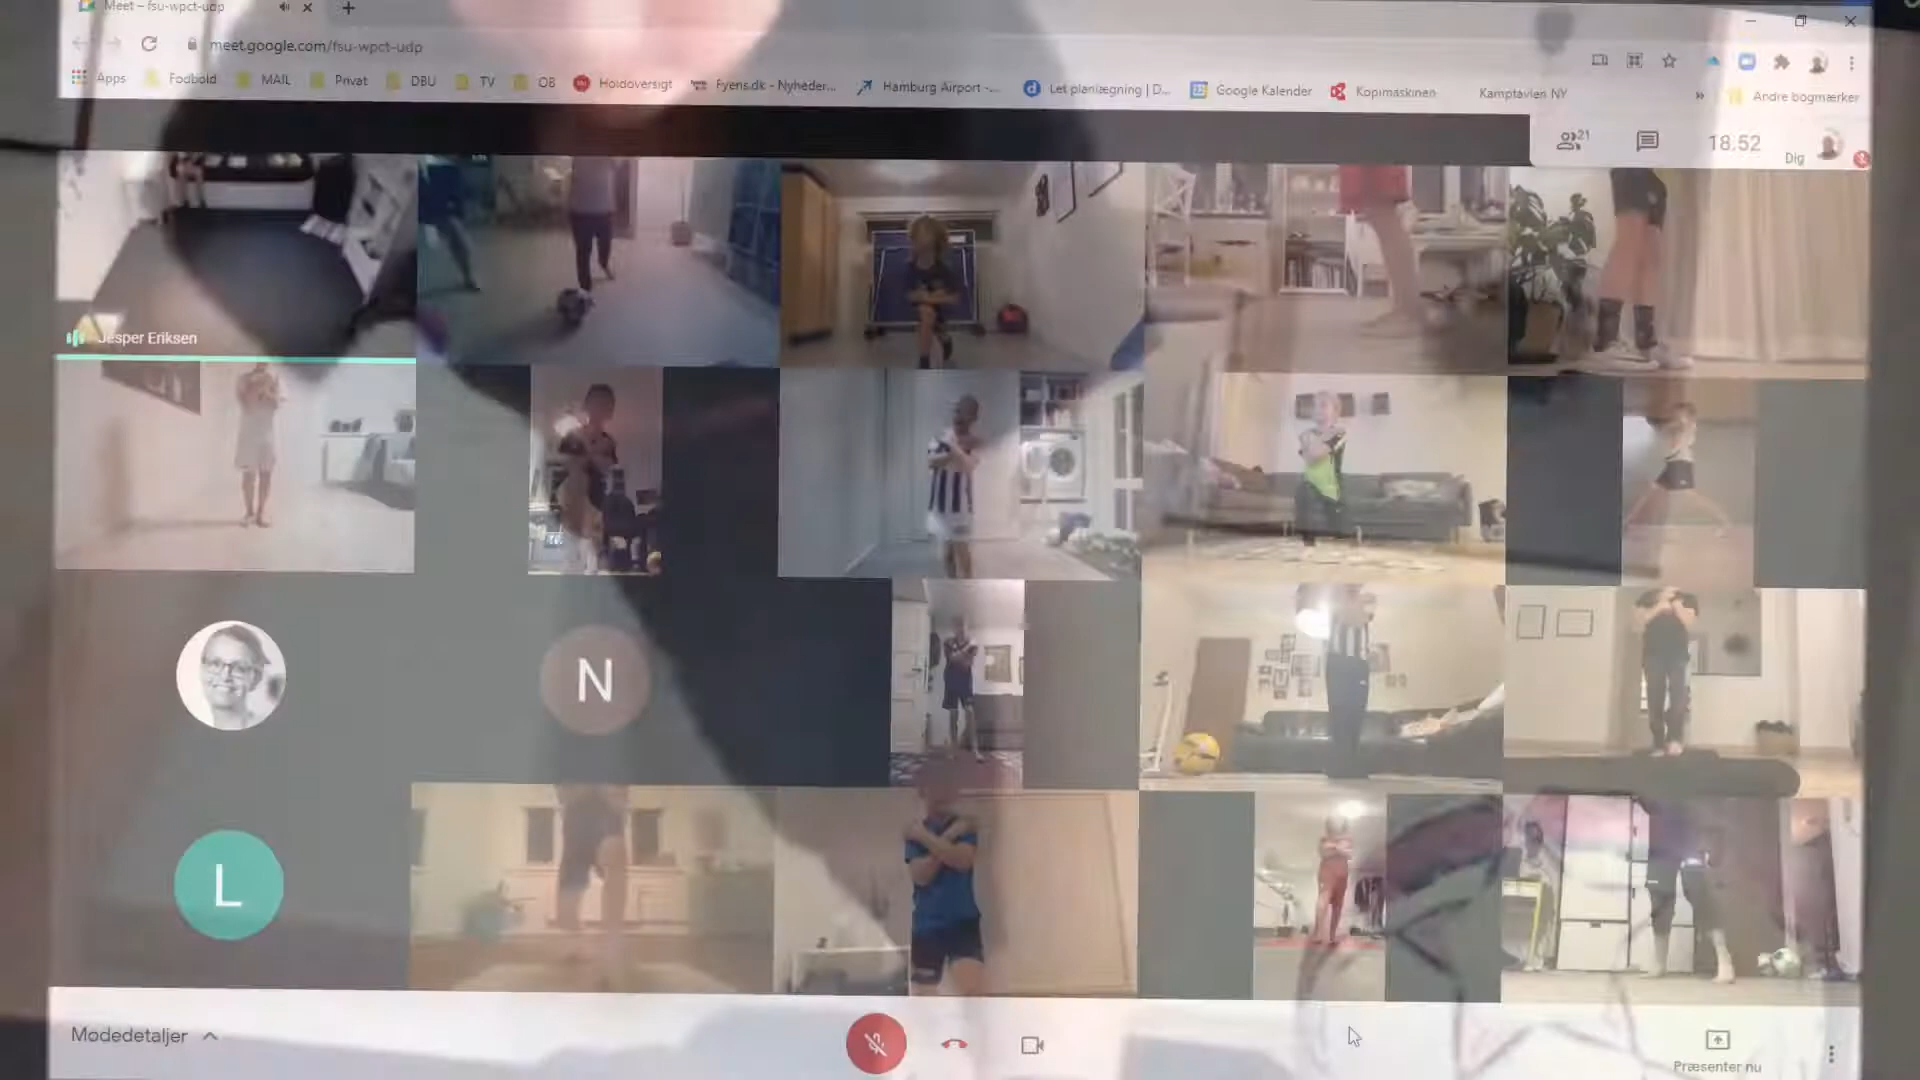 Meet – fsu-wpct-udp
meet.google.com/fsu-wpct-udp
Apps Fodbold MAIL Privat DBU TV OB Holdoversigt Fyens.dk - Nyheder... Hamburg Airport -... Let planlægning | D... Google Kalender Kopimaskinen Kamptavlen NY » Andre bogmærker
21 18.52 Dig
Jesper Eriksen
N
L
Mødedetaljer
Præsenter nu